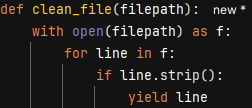 def clean_file(filepath): new *
    with open(filepath) as f:
        for line in f:
            if line.strip():
                yield line